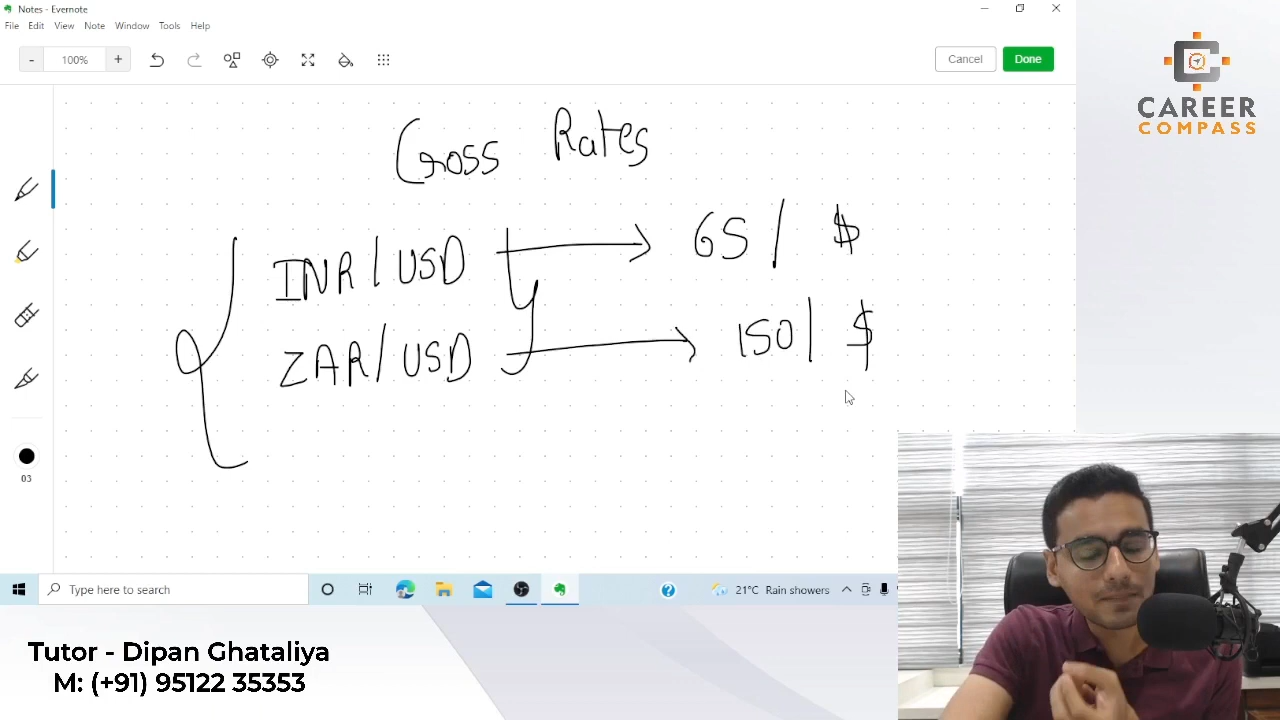 Notes - Evernote
File Edit View Note Window Tools Help
- 100% +
Cancel Done
CAREER
COMPASS
Cross Rates
INR/USD → 65/ $
ZAR/USD → 150/ $
03
Type here to search
21°C Rain showers
Tutor - Dipan Ghataliya
M: (+91) 95122 35353